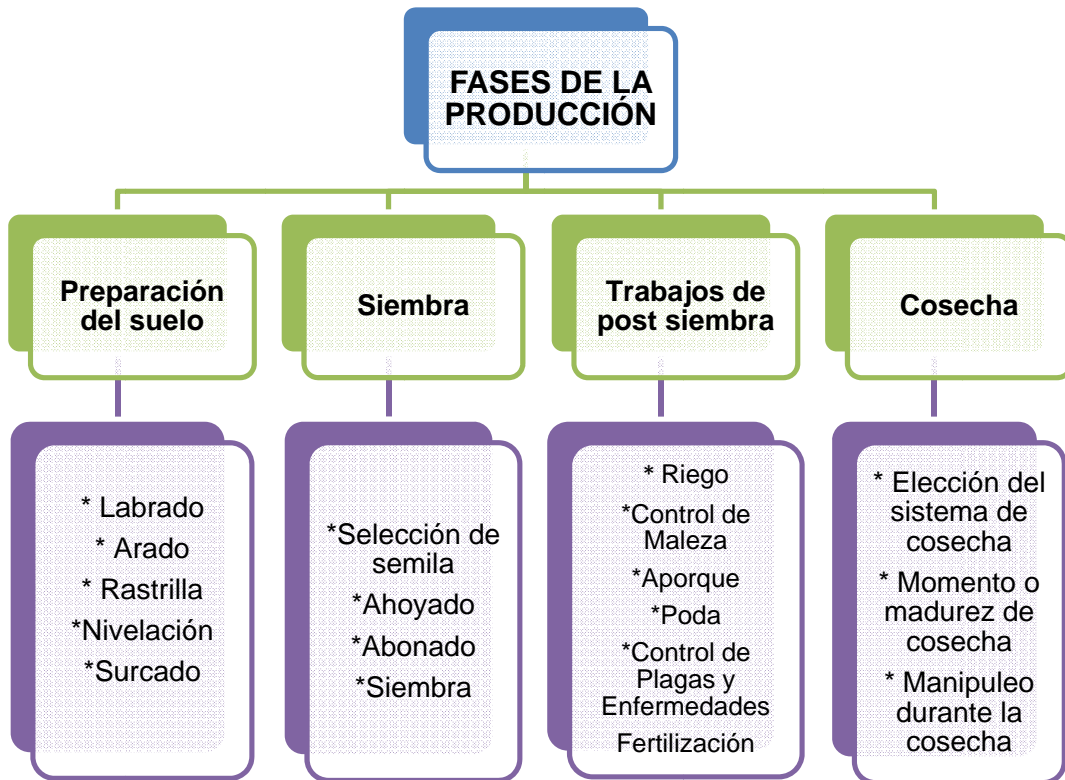 FASES DE LA
PRODUCCIÓN
Preparación
del suelo
Siembra
Trabajos de
post siembra
Cosecha
* Labrado
* Arado
* Rastrilla
*Nivelación
*Surcado
*Selección de
semila
*Ahoyado
*Abonado
*Siembra
* Riego
*Control de
Maleza
*Aporque
*Poda
*Control de
Plagas y
Enfermedades
Fertilización
* Elección del
sistema de
cosecha
* Momento o
madurez de
cosecha
* Manipuleo
durante la
cosecha